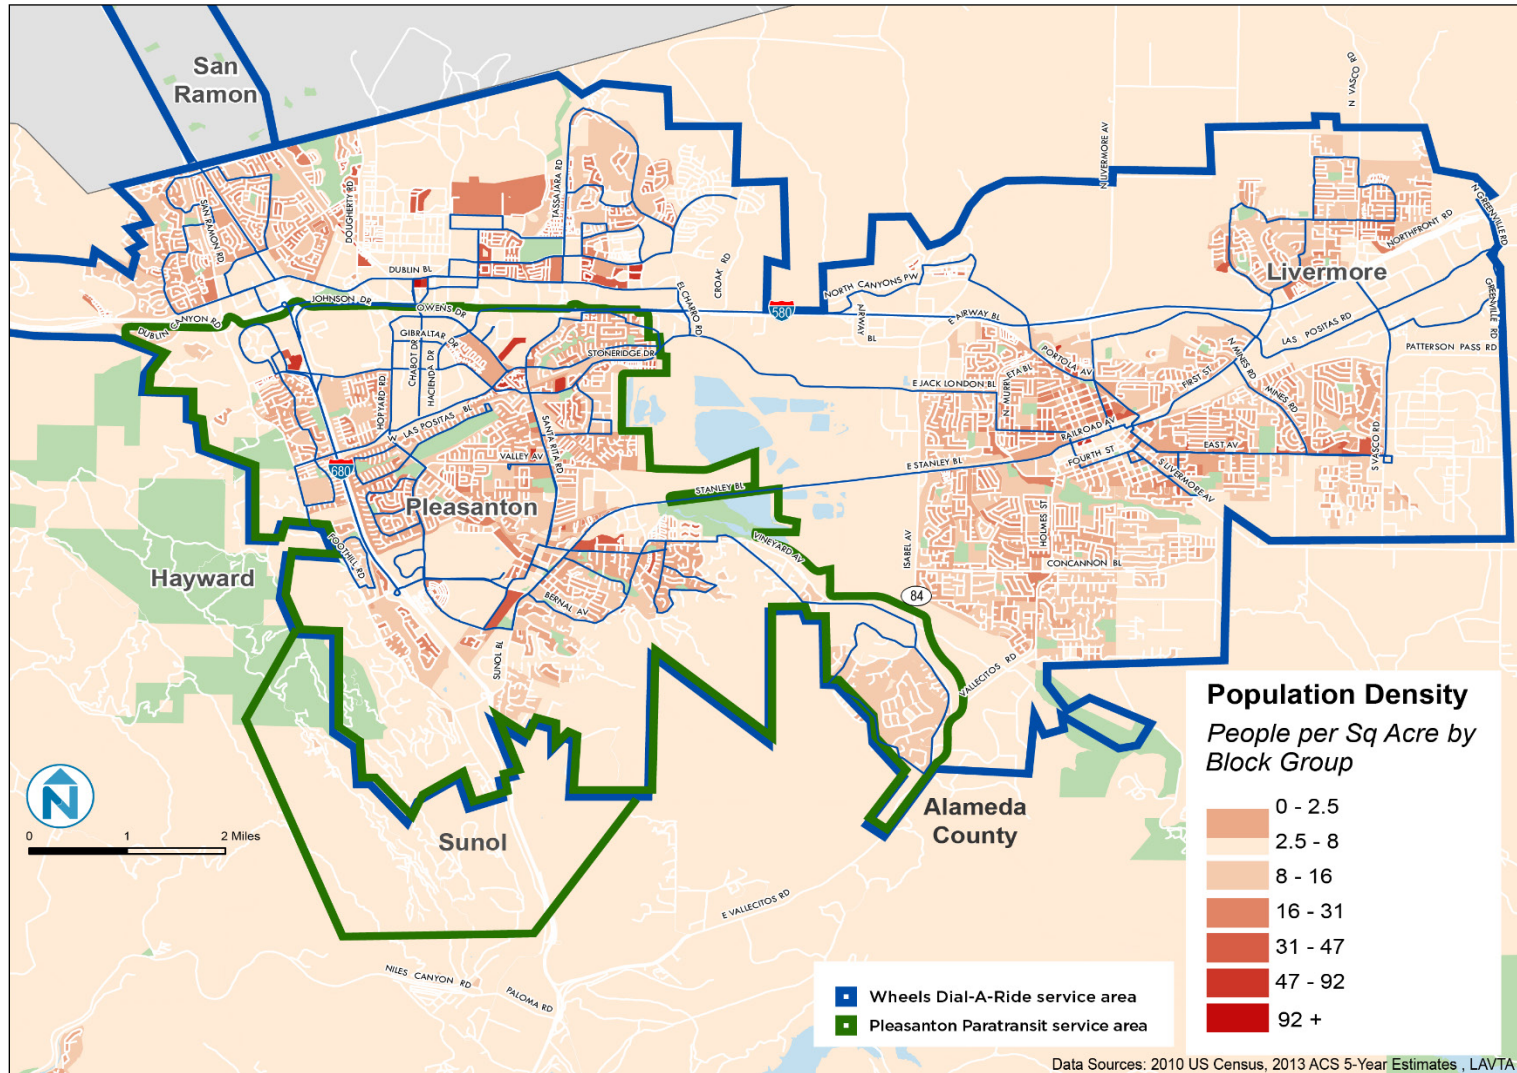 San
Ramon
N VASCO RD
N LIVERMORE AV
N GREENVILLE RD
NORTHFRONT RD
TASSAJARA RD
DOUGHERTY RD
SAN RAMON RD
Livermore
DUBLIN BL
CROAK RD
NORTH CANYONS PW
EL CHARRO RD
JOHNSON DR
OWENS DR
580
AIRWAY
BL
E AIRWAY BL
GREENVILLE RD
LAS POSITAS RD
DUBLIN CANYON RD
GIBRALTAR DR
CHABOT DR
HACIENDA DR
STONERIDGE DR
PATTERSON PASS RD
PORTOLA AV
N MINES RD
FIRST ST
HOPYARD RD
E JACK LONDON BL
N MURRIETA BL
MINES RD
W LAS POSITAS BL
SANTA RITA RD
RAILROAD AV
EAST AV
S VASCO RD
VALLEY AV
680
FOURTH ST
E STANLEY BL
S LIVERMORE AV
STANLEY BL
Pleasanton
HOLMES ST
VINEYARD AV
ISABEL AV
FOOTHILL RD
Hayward
CONCANNON BL
84
BERNAL AV
SUNOL BL
VALLECITOS RD
Population Density
People per Sq Acre by
Block Group
0 - 2.5
2.5 - 8
8 - 16
16 - 31
31 - 47
47 - 92
92 +
N
0 1 2 Miles
Alameda
County
Sunol
E VALLECITOS RD
NILES CANYON RD
PALOMA RD
Wheels Dial-A-Ride service area
Pleasanton Paratransit service area
Data Sources: 2010 US Census, 2013 ACS 5-Year Estimates , LAVTA